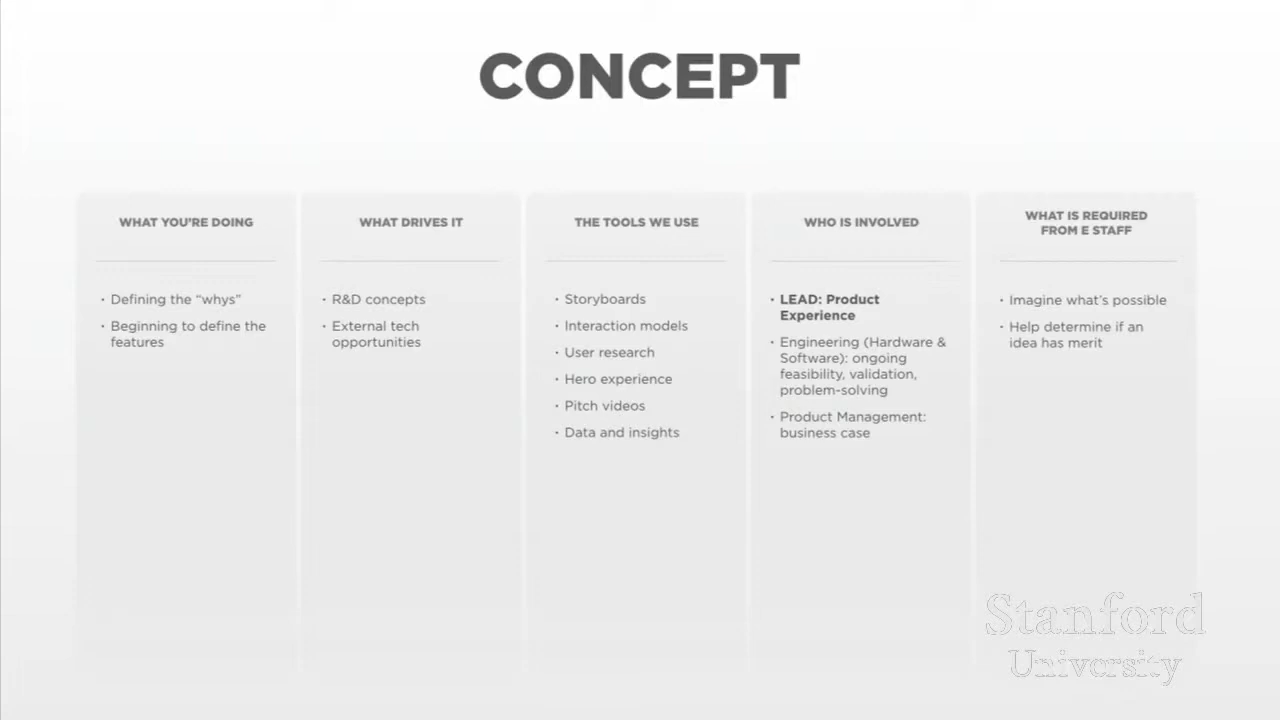 CONCEPT
WHAT YOU'RE DOING
• Defining the “whys”
• Beginning to define the
features
WHAT DRIVES IT
• R&D concepts
• External tech
opportunities
THE TOOLS WE USE
• Storyboards
• Interaction models
• User research
• Hero experience
• Pitch videos
• Data and insights
WHO IS INVOLVED
• LEAD: Product
Experience
• Engineering (Hardware &
Software): ongoing
feasibility, validation,
problem-solving
• Product Management:
business case
WHAT IS REQUIRED
FROM E STAFF
• Imagine what's possible
• Help determine if an
idea has merit
Stanford
University